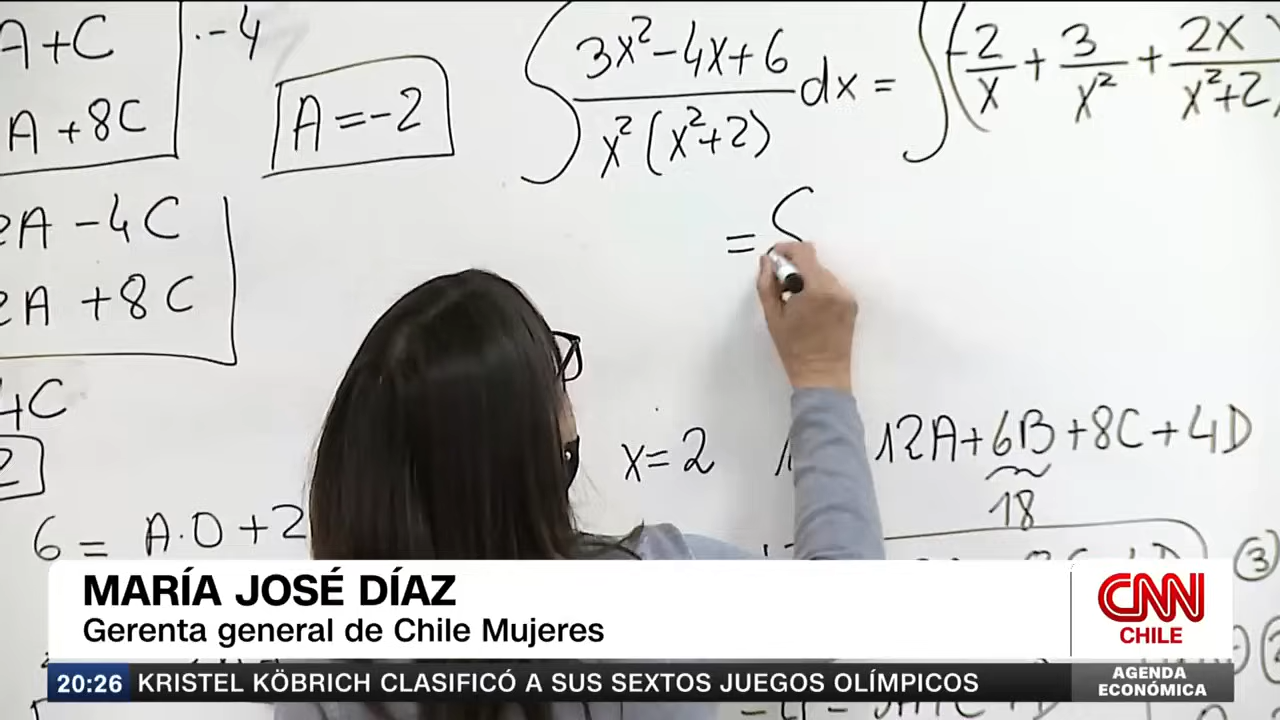 A+C
·-4
A+8C
A=-2
∫ 3x²-4x+6 / x²(x²+2) dx = ∫(-2/x + 3/x² + 2x/x²+2)
=
A -4C
A +8C
4C
x=2
12A+6B+8C+4D
18
6 = A·0+2
3
MARÍA JOSÉ DÍAZ
Gerenta general de Chile Mujeres
CNN
CHILE
20:26 KRISTEL KÖBRICH CLASIFICÓ A SUS SEXTOS JUEGOS OLÍMPICOS
AGENDA
ECONÓMICA